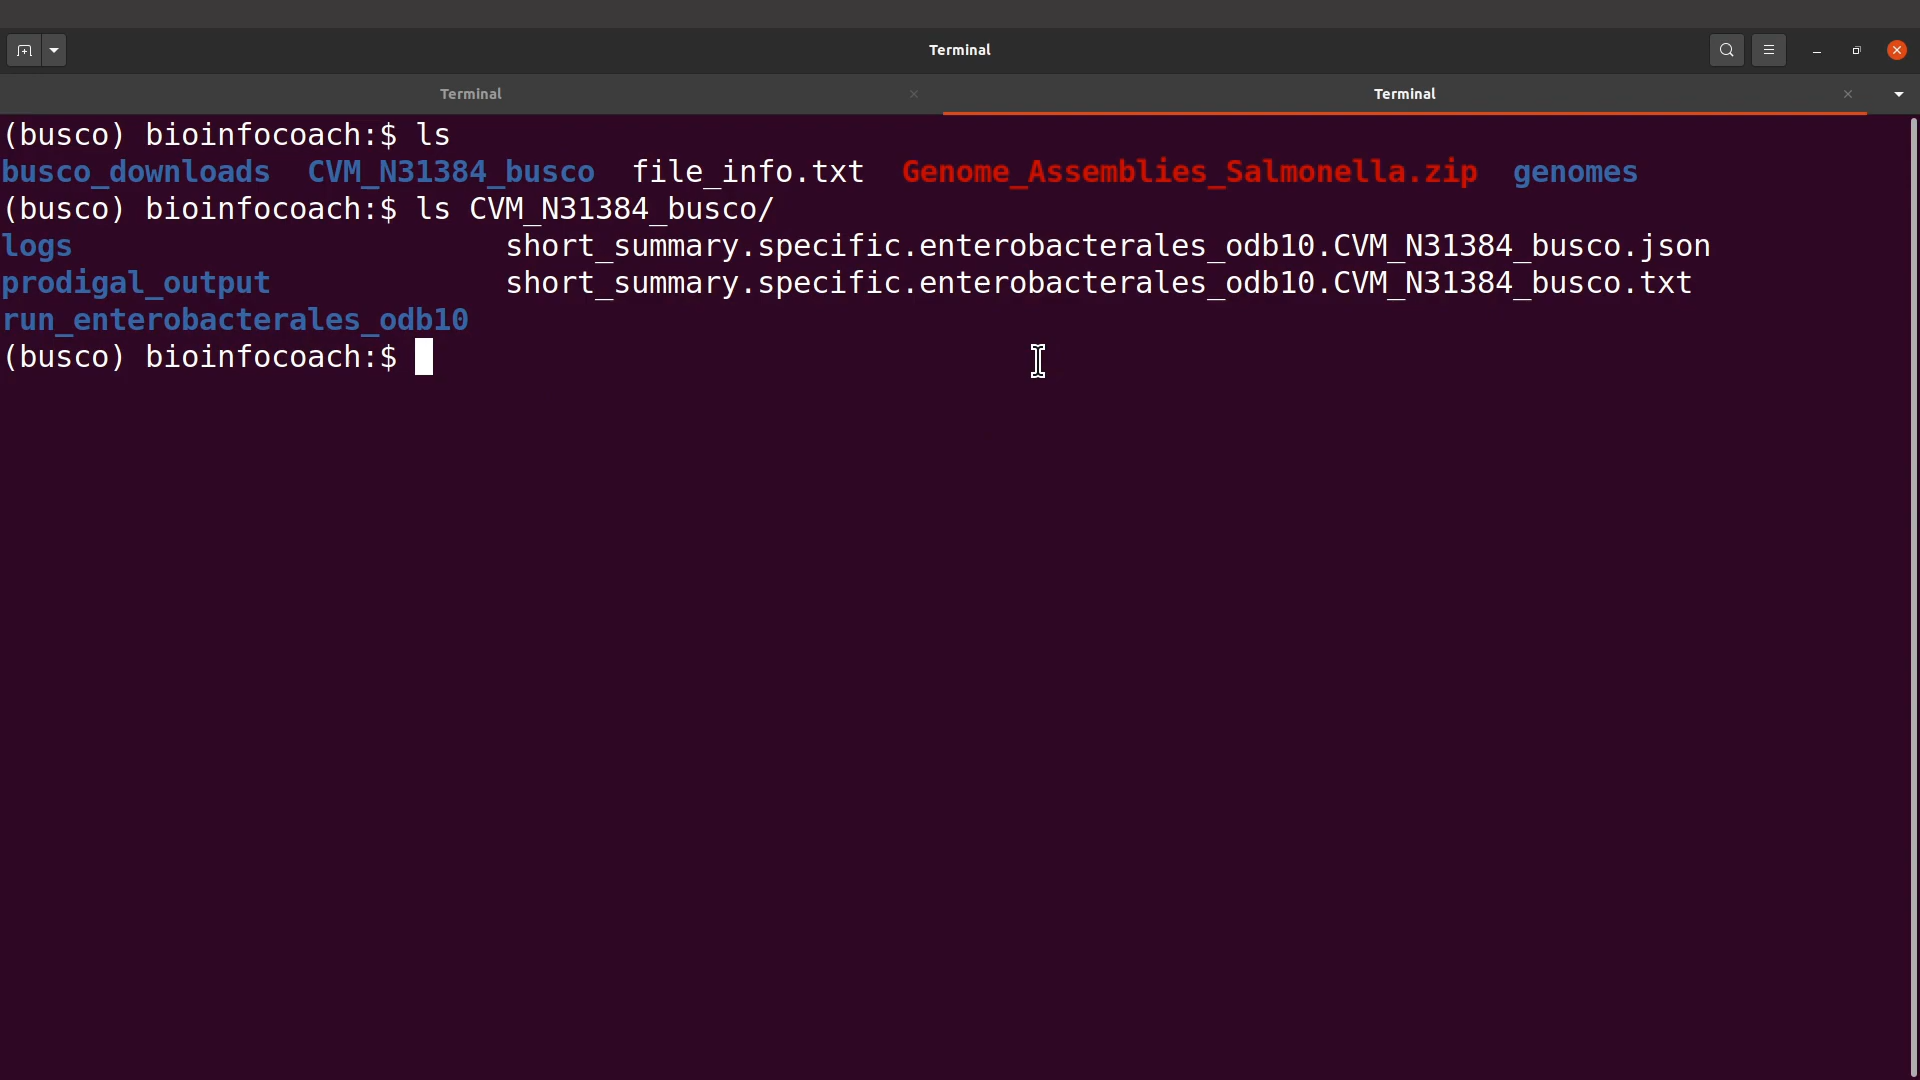 Terminal
Terminal Terminal
(busco) bioinfocoach:$ ls
busco_downloads CVM_N31384_busco file_info.txt Genome_Assemblies_Salmonella.zip genomes
(busco) bioinfocoach:$ ls CVM_N31384_busco/
logs short_summary.specific.enterobacterales_odb10.CVM_N31384_busco.json
prodigal_output short_summary.specific.enterobacterales_odb10.CVM_N31384_busco.txt
run_enterobacterales_odb10
(busco) bioinfocoach:$